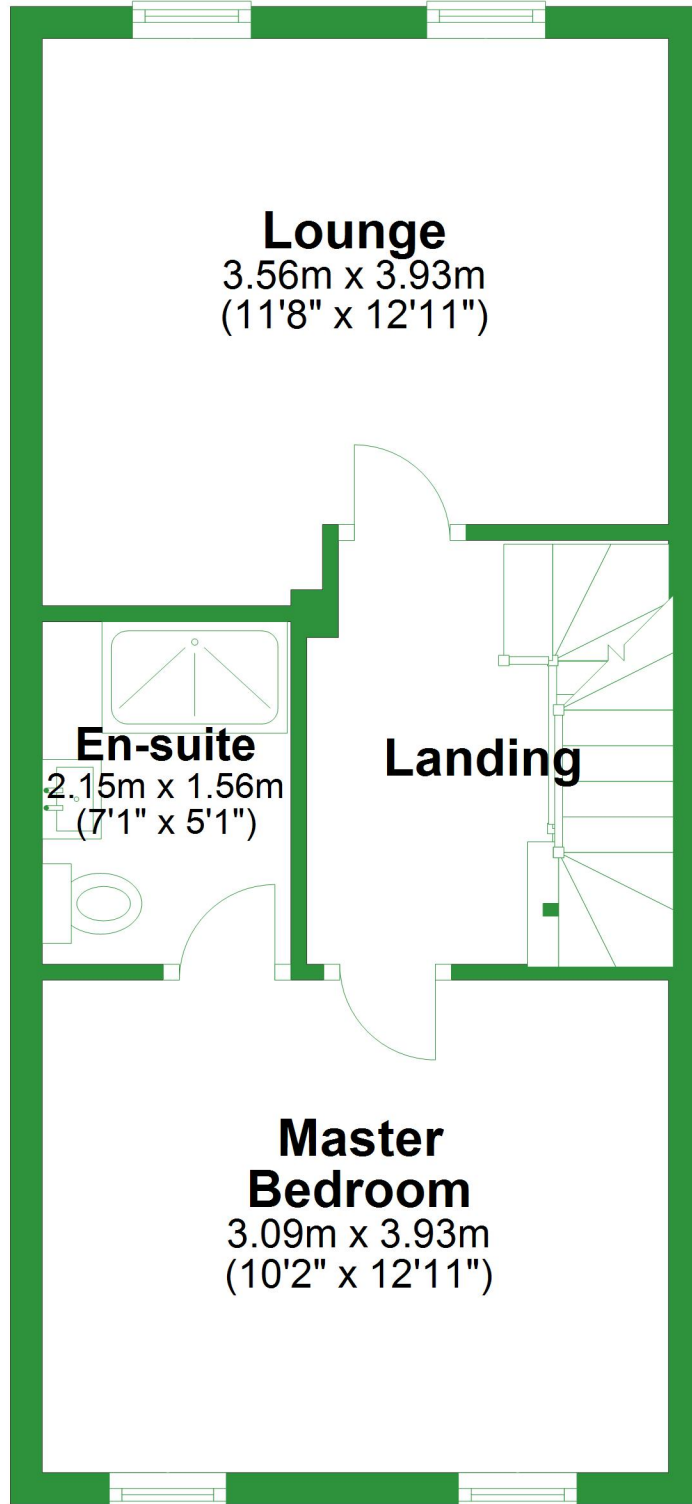 Lounge
3.56m x 3.93m
(11'8" x 12'11")
En-suite
2.15m x 1.56m
(7'1" x 5'1")
Landing
Master
Bedroom
3.09m x 3.93m
(10'2" x 12'11")